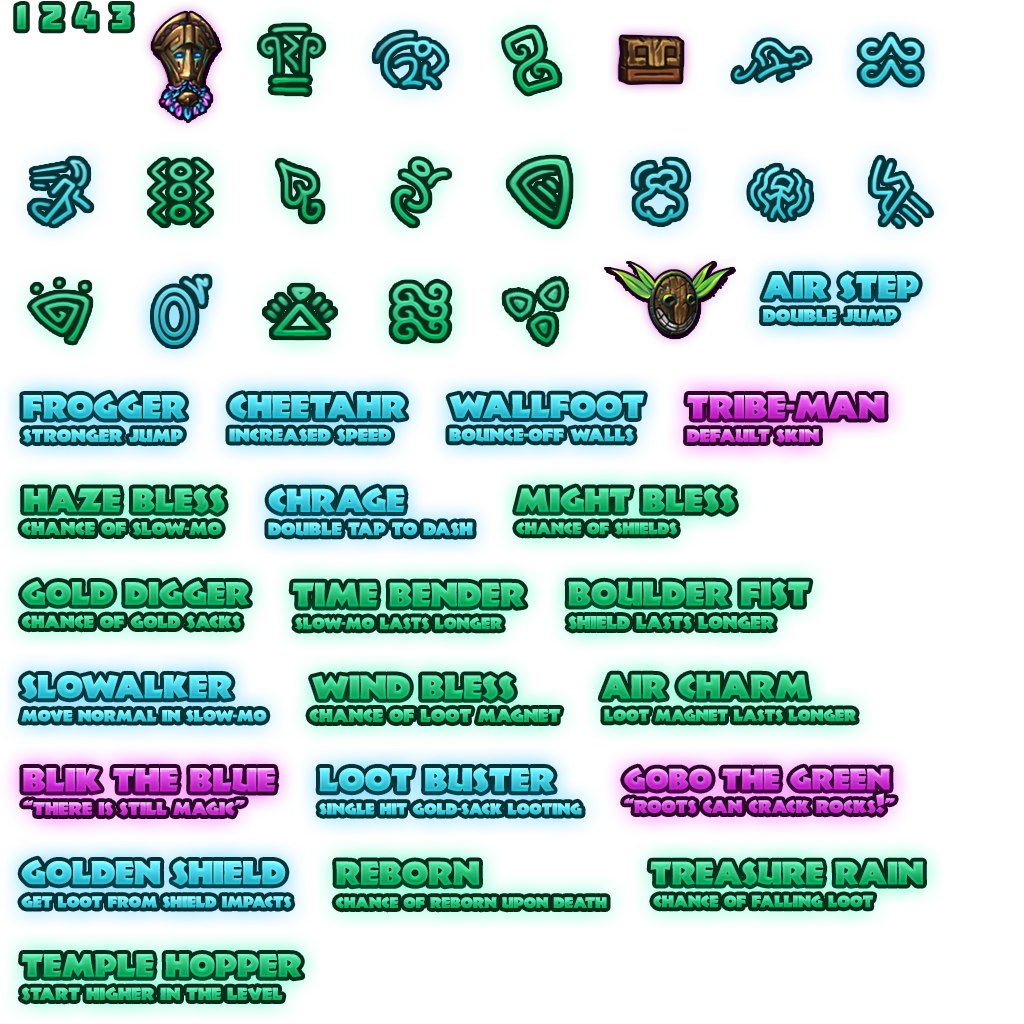 1 2 4 3
AIR STEP
DOUBLE JUMP
FROGGER
STRONGER JUMP
CHEETAHR
INCREASED SPEED
WALLFOOT
BOUNCE-OFF WALLS
TRIBE-MAN
DEFAULT SKIN
HAZE BLESS
CHANCE OF SLOW-MO
CHRAGE
DOUBLE TAP TO DASH
MIGHT BLESS
CHANCE OF SHIELDS
GOLD DIGGER
CHANCE OF GOLD SACKS
TIME BENDER
SLOW-MO LASTS LONGER
BOULDER FIST
SHIELD LASTS LONGER
SLOWALKER
MOVE NORMAL IN SLOW-MO
WIND BLESS
CHANCE OF LOOT MAGNET
AIR CHARM
LOOT MAGNET LASTS LONGER
BLIK THE BLUE
“THERE IS STILL MAGIC”
LOOT BUSTER
SINGLE HIT GOLD-SACK LOOTING
GOBO THE GREEN
“ROOTS CAN CRACK ROCKS!”
GOLDEN SHIELD
GET LOOT FROM SHIELD IMPACTS
REBORN
CHANCE OF REBORN UPON DEATH
TREASURE RAIN
CHANCE OF FALLING LOOT
TEMPLE HOPPER
START HIGHER IN THE LEVEL